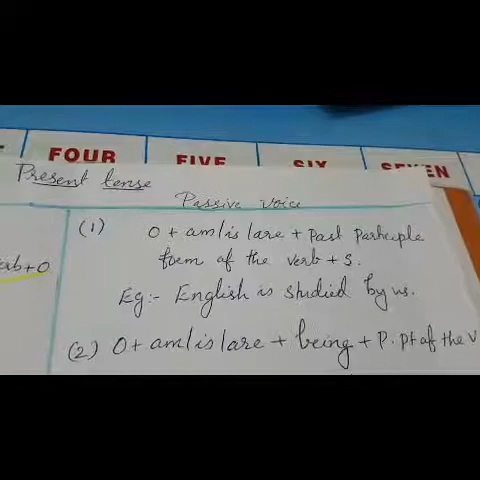 FOUR FIVE SIX SEVEN
Present tense
Passive voice
(1) O + am/is/are + Past Participle
form of the verb + S.
erb+O
Eg:- English is studied by us.
(2) O + am/is/are + being + P.Pt of the V